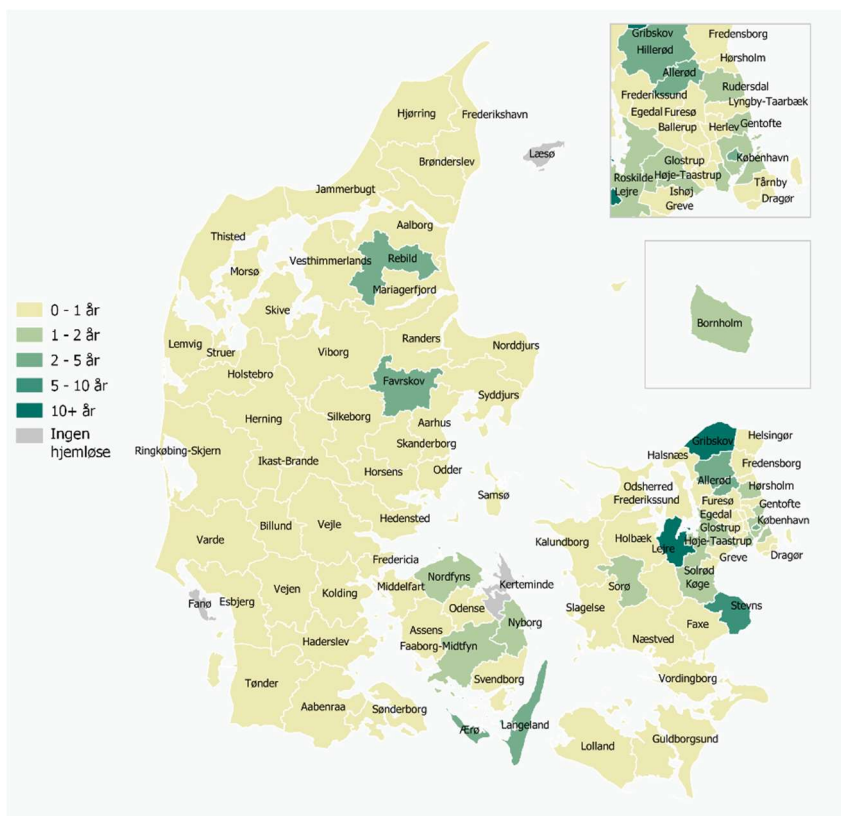 Gribskov
Fredensborg
Hillerød
Hørsholm
Allerød
Rudersdal
Frederikssund
Lyngby-Taarbæk
Egedal
Furesø
Gentofte
Ballerup
Herlev
København
Glostrup
Roskilde
Høje-Taastrup
Tårnby
Lejre
Ishøj
Dragør
Greve
Hjørring
Frederikshavn
Læsø
Brønderslev
Jammerbugt
Aalborg
Thisted
Vesthimmerlands
Rebild
Morsø
Mariagerfjord
Skive
0 - 1 år
1 - 2 år
2 - 5 år
5 - 10 år
10+ år
Ingen
hjemløse
Bornholm
Lemvig
Struer
Viborg
Randers
Norddjurs
Holstebro
Favrskov
Syddjurs
Herning
Silkeborg
Aarhus
Ringkøbing-Skjern
Skanderborg
Ikast-Brande
Horsens
Odder
Samsø
Hedensted
Varde
Billund
Vejle
Fredericia
Fanø
Esbjerg
Vejen
Kolding
Middelfart
Nordfyns
Kerteminde
Odense
Nyborg
Assens
Faaborg-Midtfyn
Haderslev
Svendborg
Tønder
Aabenraa
Sønderborg
Ærø
Langeland
Gribskov
Helsingør
Halsnæs
Fredensborg
Allerød
Hørsholm
Odsherred
Frederikssund
Furesø
Gentofte
Egedal
København
Kalundborg
Holbæk
Glostrup
Lejre
Høje-Taastrup
Greve
Dragør
Solrød
Sorø
Køge
Slagelse
Stevns
Faxe
Næstved
Vordingborg
Lolland
Guldborgsund